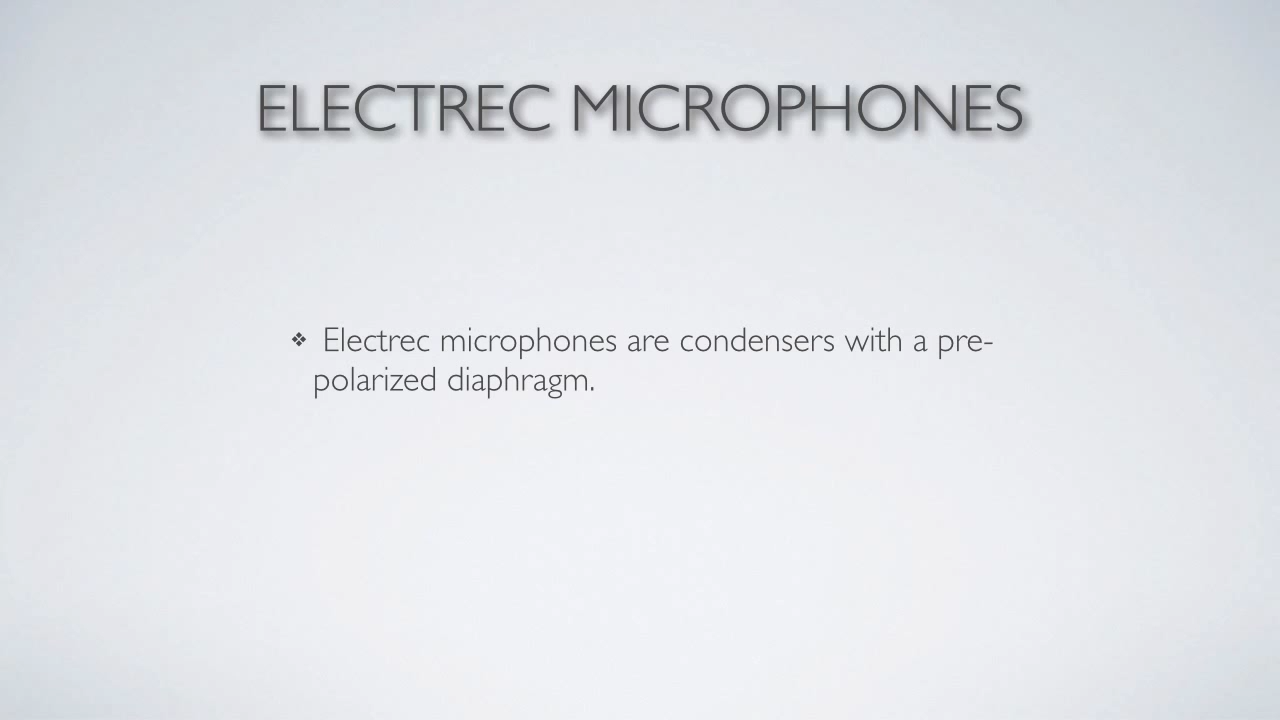 ELECTREC MICROPHONES
❖ Electrec microphones are condensers with a pre-
polarized diaphragm.